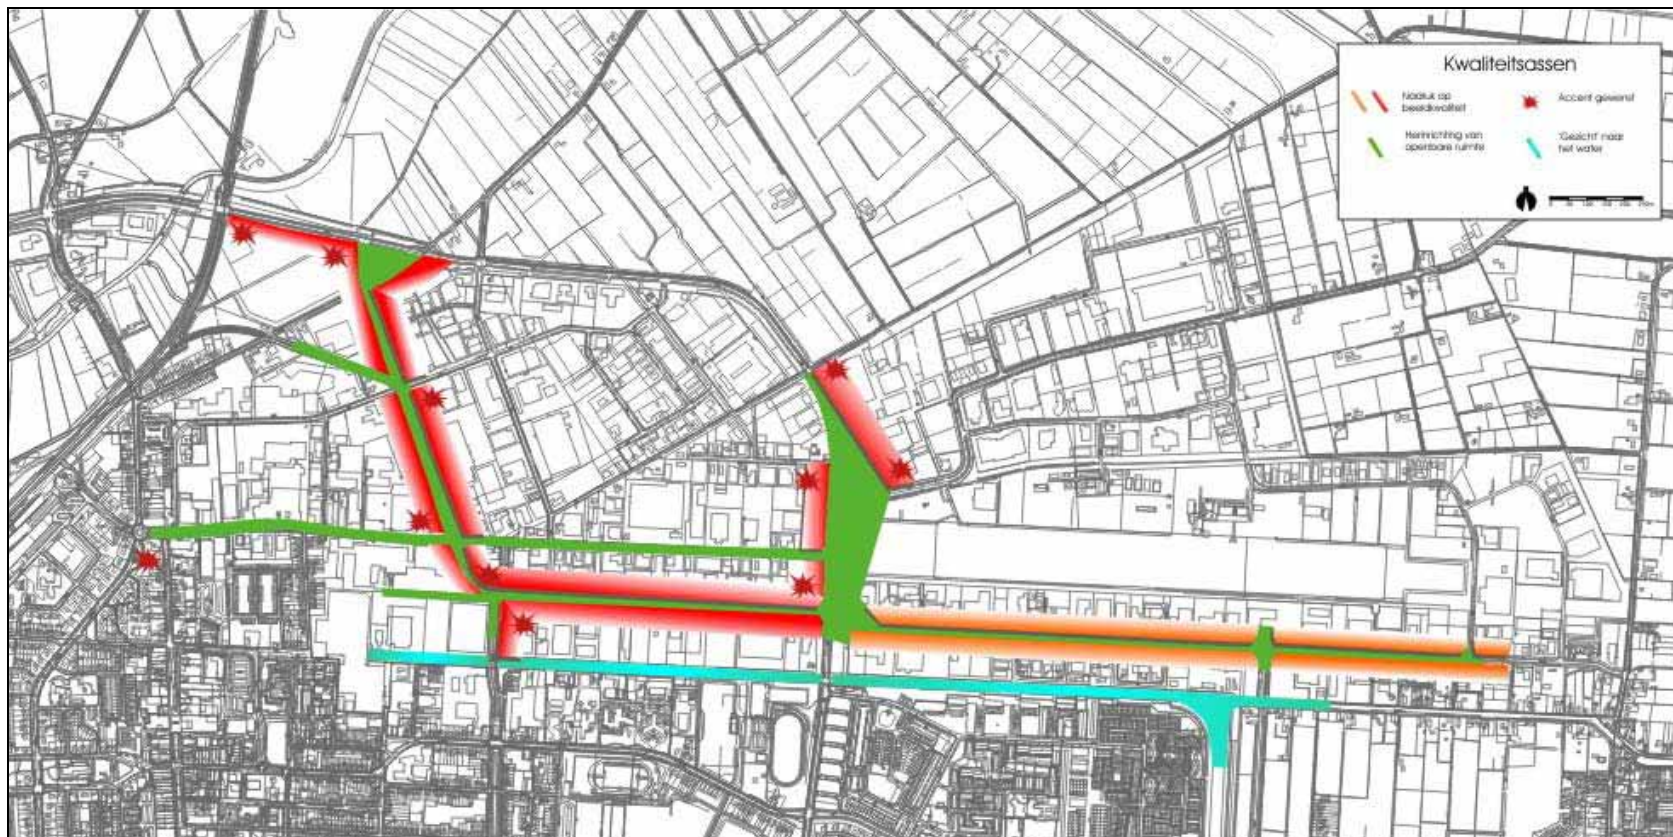 Kwaliteitsassen
Nadruk op
beeldkwaliteit
Accent gewenst
Herinrichting van
openbare ruimte
'Gezicht' naar
het water